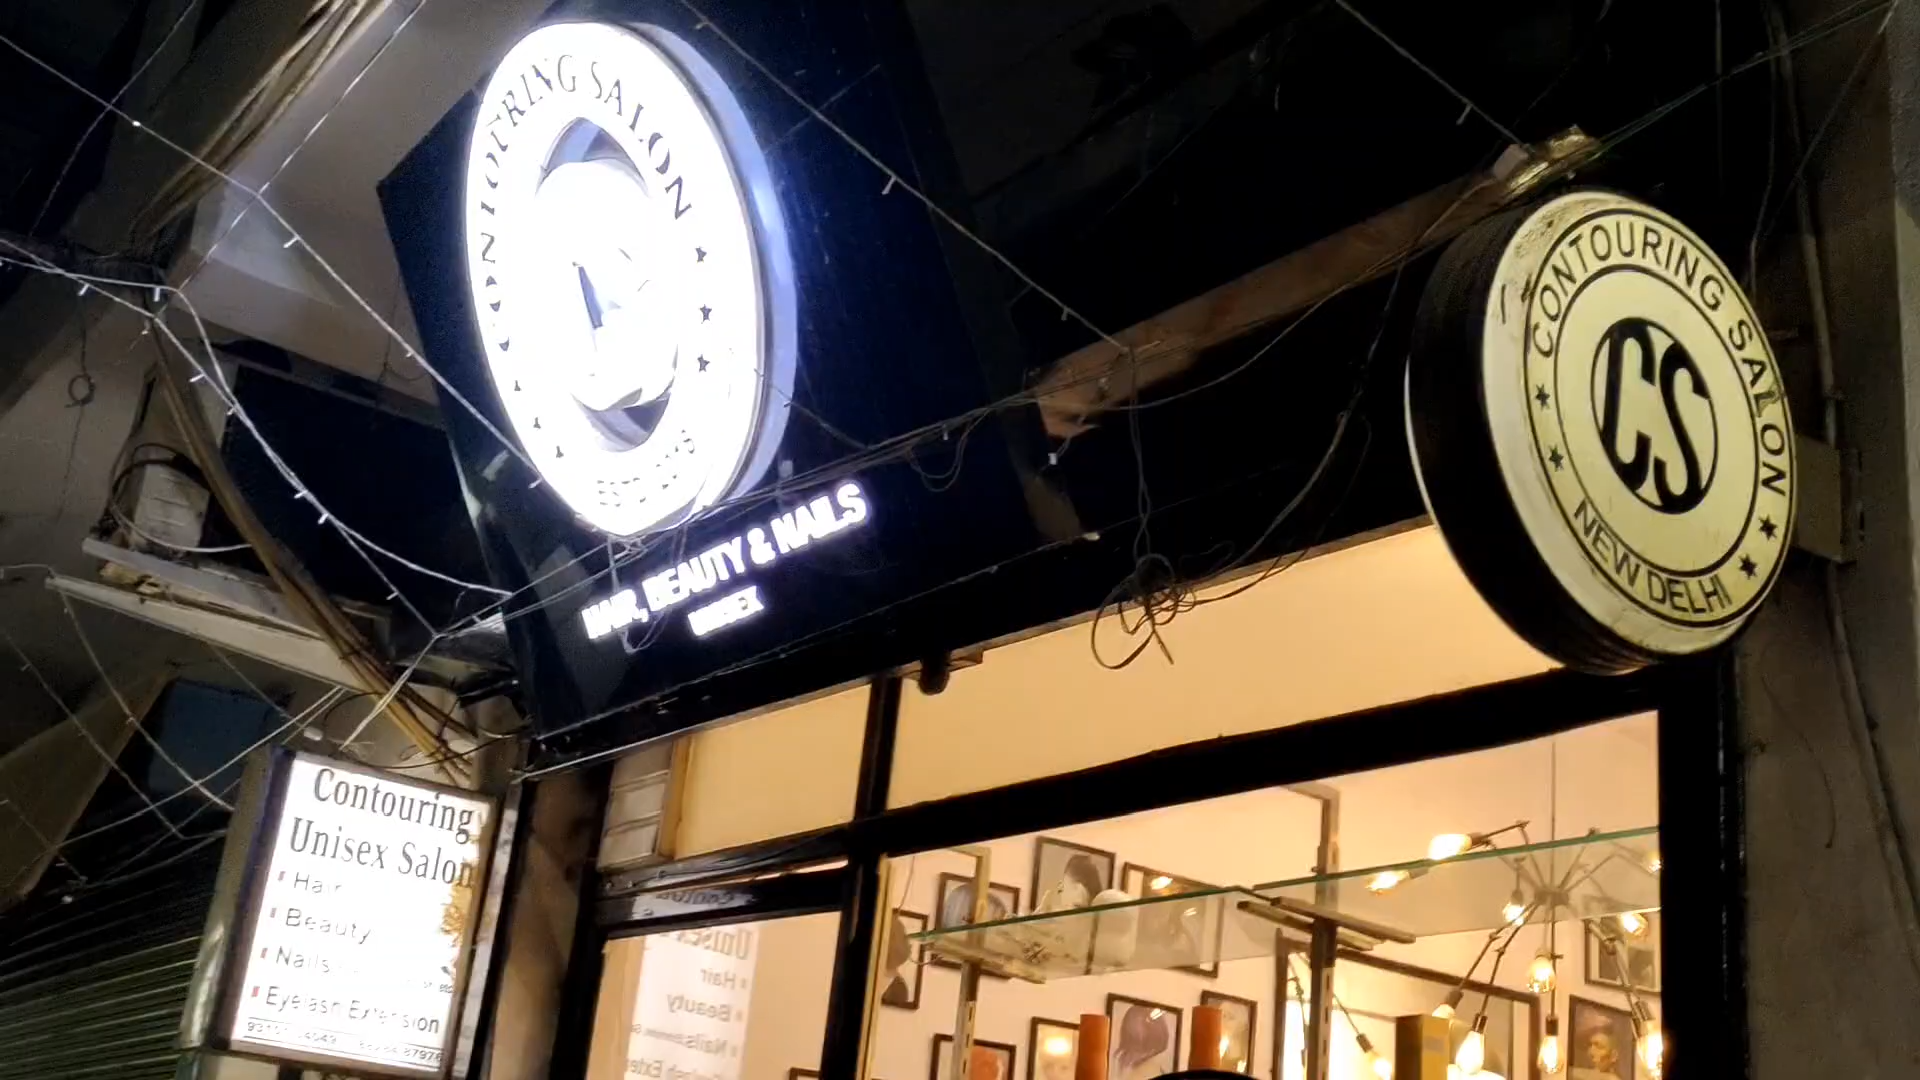 CONTOURING SALON
HAIR, BEAUTY & NAILS
UNISEX
CONTOURING SALON
CS
NEW DELHI
Contouring
Unisex Salon
Hair
Beauty
Nails
Eyelash Extension
Unisex
Hair
Beauty
Nails